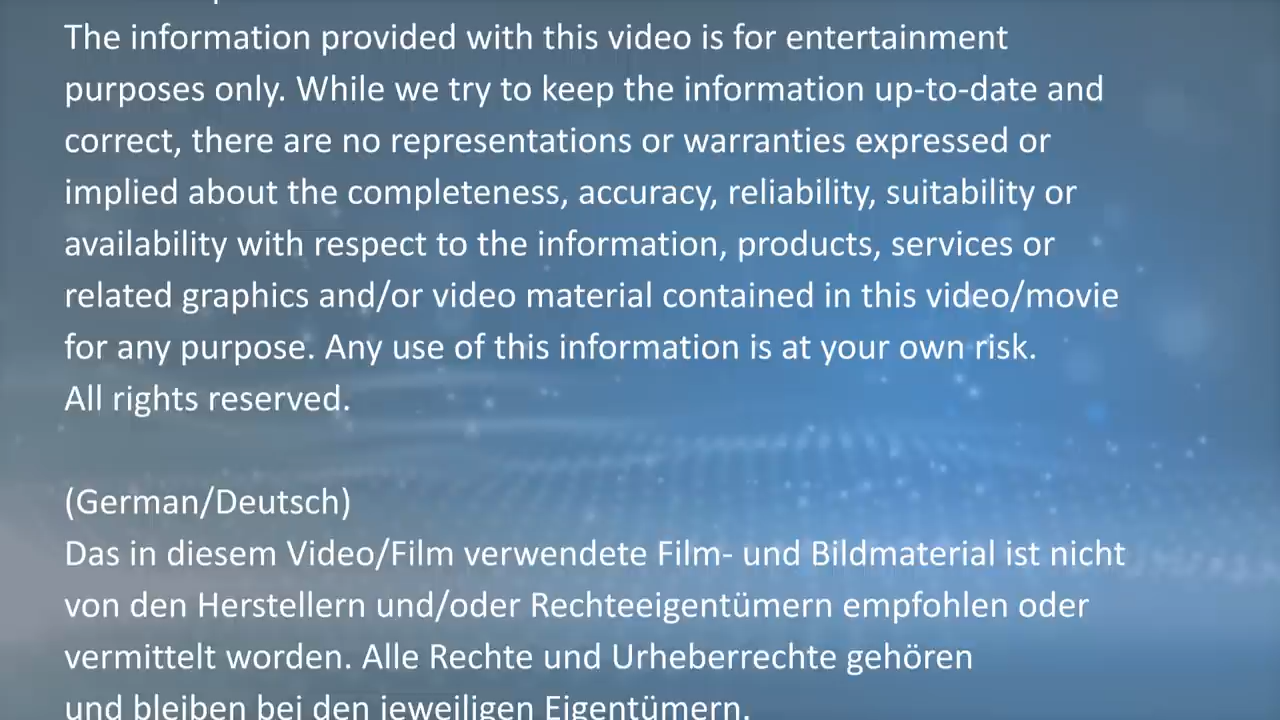 The information provided with this video is for entertainment
purposes only. While we try to keep the information up-to-date and
correct, there are no representations or warranties expressed or
implied about the completeness, accuracy, reliability, suitability or
availability with respect to the information, products, services or
related graphics and/or video material contained in this video/movie
for any purpose. Any use of this information is at your own risk.
All rights reserved.
(German/Deutsch)
Das in diesem Video/Film verwendete Film- und Bildmaterial ist nicht
von den Herstellern und/oder Rechteeigentümern empfohlen oder
vermittelt worden. Alle Rechte und Urheberrechte gehören
und bleiben bei den jeweiligen Eigentümern.